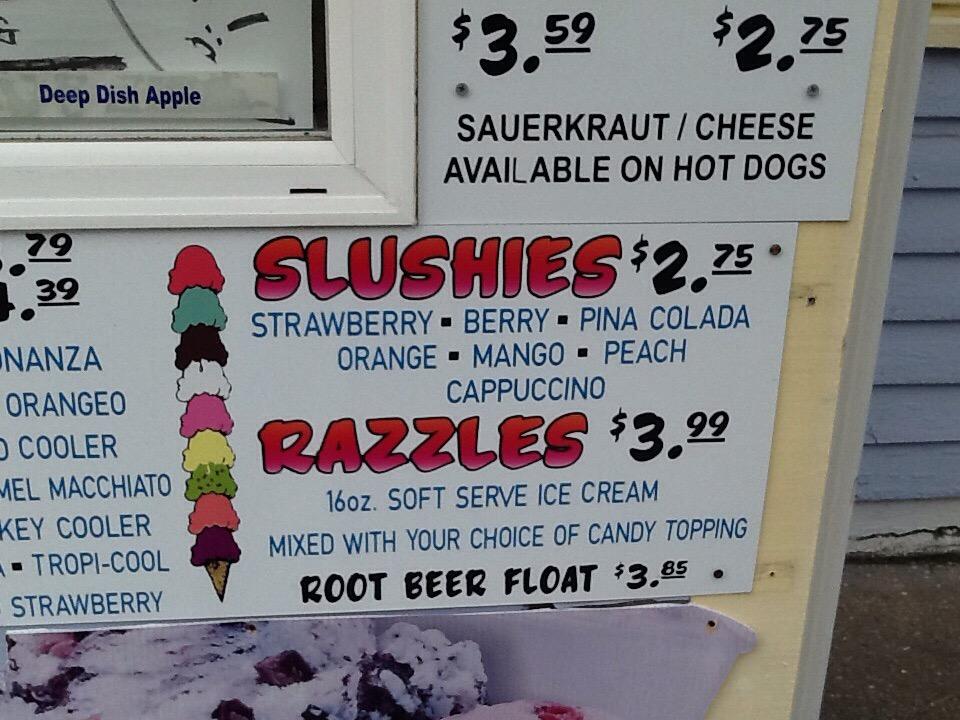 Deep Dish Apple
$3.59 $2.75
SAUERKRAUT / CHEESE
AVAILABLE ON HOT DOGS
.79
.39
NANZA
ORANGEO
COOLER
MEL MACCHIATO
KEY COOLER
▪ TROPI-COOL
STRAWBERRY
SLUSHIES $2.75
STRAWBERRY ▪ BERRY ▪ PINA COLADA
ORANGE ▪ MANGO ▪ PEACH
CAPPUCCINO
RAZZLES $3.99
16oz. SOFT SERVE ICE CREAM
MIXED WITH YOUR CHOICE OF CANDY TOPPING
ROOT BEER FLOAT $3.85